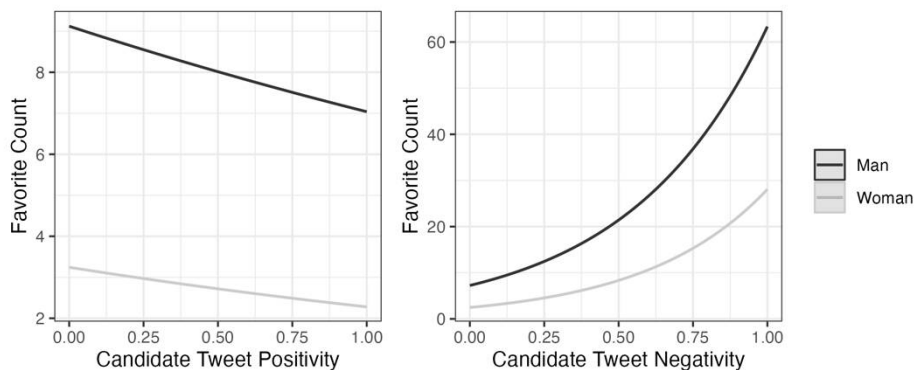 Favorite Count
8
6
4
2
0.00 0.25 0.50 0.75 1.00
Candidate Tweet Positivity
Favorite Count
60
40
20
0
0.00 0.25 0.50 0.75 1.00
Candidate Tweet Negativity
Man
Woman